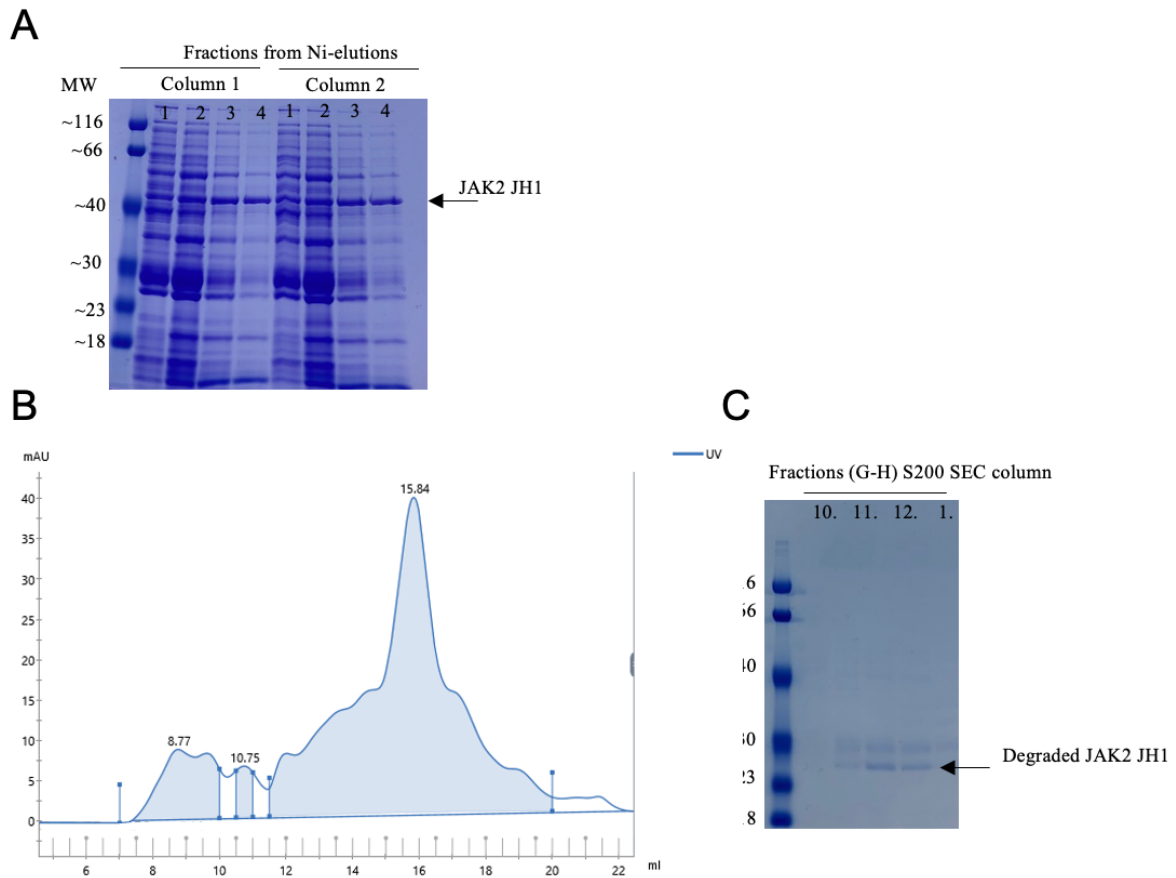 A
Fractions from Ni-elutions
MW
Column 1
Column 2
1 2 3 4 1 2 3 4
~116
~66
JAK2 JH1
~40
~30
~23
~18
B
C
mAU
UV
40
30
25
20
15
10
5
0
15.84
8.77
10.75
6 8 10 12 14 16 18 20 22
ml
Fractions (G-H) S200 SEC column
10. 11. 12. 1.
6
56
40
30
Degraded JAK2 JH1
23
8